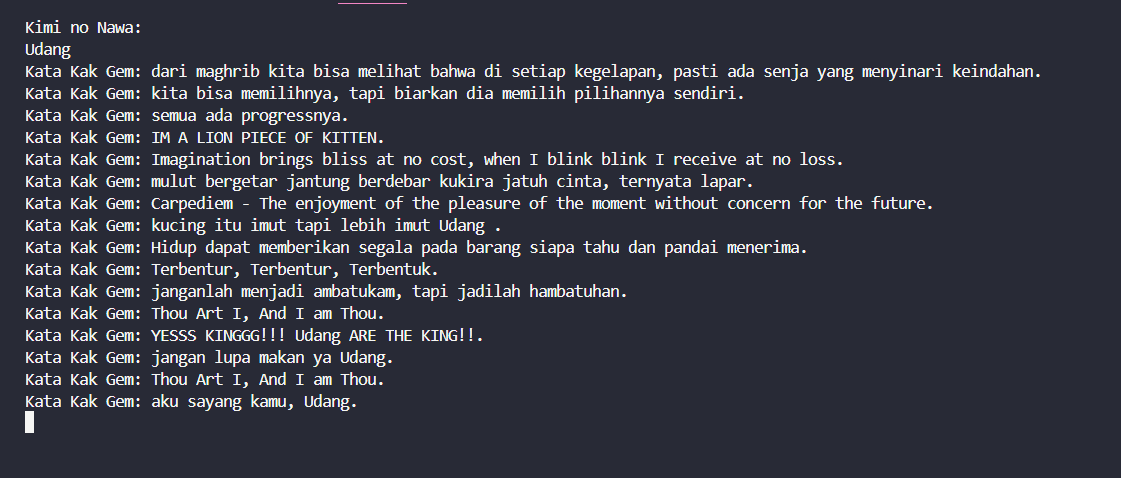 Kimi no Nawa:
Udang
Kata Kak Gem: dari maghrib kita bisa melihat bahwa di setiap kegelapan, pasti ada senja yang menyinari keindahan.
Kata Kak Gem: kita bisa memilihnya, tapi biarkan dia memilih pilihannya sendiri.
Kata Kak Gem: semua ada progressnya.
Kata Kak Gem: IM A LION PIECE OF KITTEN.
Kata Kak Gem: Imagination brings bliss at no cost, when I blink blink I receive at no loss.
Kata Kak Gem: mulut bergetar jantung berdebar kukira jatuh cinta, ternyata lapar.
Kata Kak Gem: Carpediem - The enjoyment of the pleasure of the moment without concern for the future.
Kata Kak Gem: kucing itu imut tapi lebih imut Udang .
Kata Kak Gem: Hidup dapat memberikan segala pada barang siapa tahu dan pandai menerima.
Kata Kak Gem: Terbentur, Terbentur, Terbentuk.
Kata Kak Gem: janganlah menjadi ambatukam, tapi jadilah hambatuhan.
Kata Kak Gem: Thou Art I, And I am Thou.
Kata Kak Gem: YESSS KINGGG!!! Udang ARE THE KING!!.
Kata Kak Gem: jangan lupa makan ya Udang.
Kata Kak Gem: Thou Art I, And I am Thou.
Kata Kak Gem: aku sayang kamu, Udang.